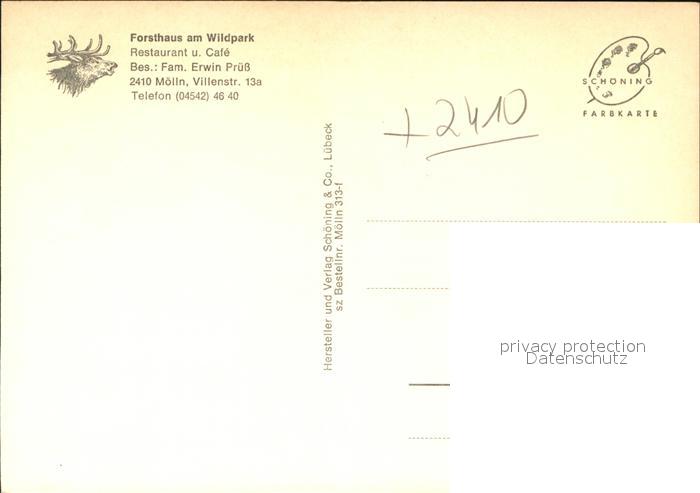 Forsthaus am Wildpark
Restaurant u. Café
Bes.: Fam. Erwin Prüß
2410 Mölln, Villenstr. 13a
Telefon (04542) 46 40
+ 2410
SCHÖNING
FARBKARTE
Hersteller und Verlag Schöning & Co., Lübeck
sz Bestellnr. Mölln 313-f
privacy protection
Datenschutz